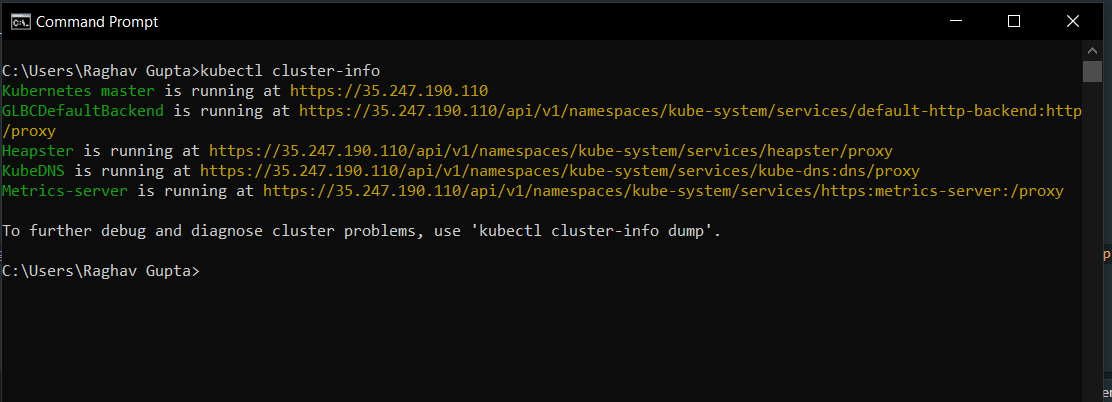 Command Prompt
C:\Users\Raghav Gupta>kubectl cluster-info
Kubernetes master is running at https://35.247.190.110
GLBCDefaultBackend is running at https://35.247.190.110/api/v1/namespaces/kube-system/services/default-http-backend:http
/proxy
Heapster is running at https://35.247.190.110/api/v1/namespaces/kube-system/services/heapster/proxy
KubeDNS is running at https://35.247.190.110/api/v1/namespaces/kube-system/services/kube-dns:dns/proxy
Metrics-server is running at https://35.247.190.110/api/v1/namespaces/kube-system/services/https:metrics-server:/proxy
To further debug and diagnose cluster problems, use 'kubectl cluster-info dump'.
C:\Users\Raghav Gupta>